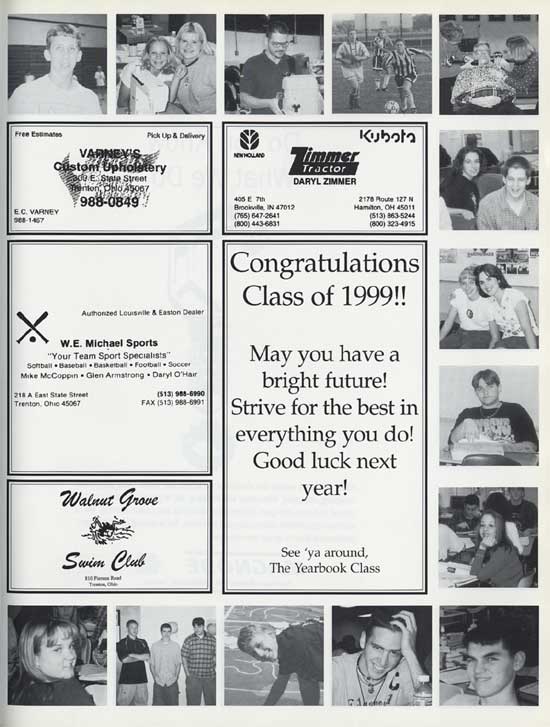 Free Estimates
Pick Up & Delivery
VARNEY'S
Custom Upholstery
E. State Street
Trenton, Ohio 45067
988-0849
E.C. VARNEY
988-1467
NEW HOLLAND
Kubota
Zimmer
Tractor
DARYL ZIMMER
405 E. 7th
Brookville, IN 47012
(765) 647-2641
(800) 443-6831
2178 Route 127 N
Hamilton, OH 45011
(513) 863-5244
(800) 323-4915
Authorized Louisville & Easton Dealer
W.E. Michael Sports
"Your Team Sport Specialists"
Softball • Baseball • Basketball • Football • Soccer
Mike McCoppin • Glen Armstrong • Daryl O'Hair
218 A East State Street
Trenton, Ohio 45067
(513) 988-6990
FAX (513) 988-6991
Congratulations
Class of 1999!!
May you have a
bright future!
Strive for the best in
everything you do!
Good luck next
year!
See 'ya around,
The Yearbook Class
Walnut Grove
Swim Club
Road
Trenton, Ohio